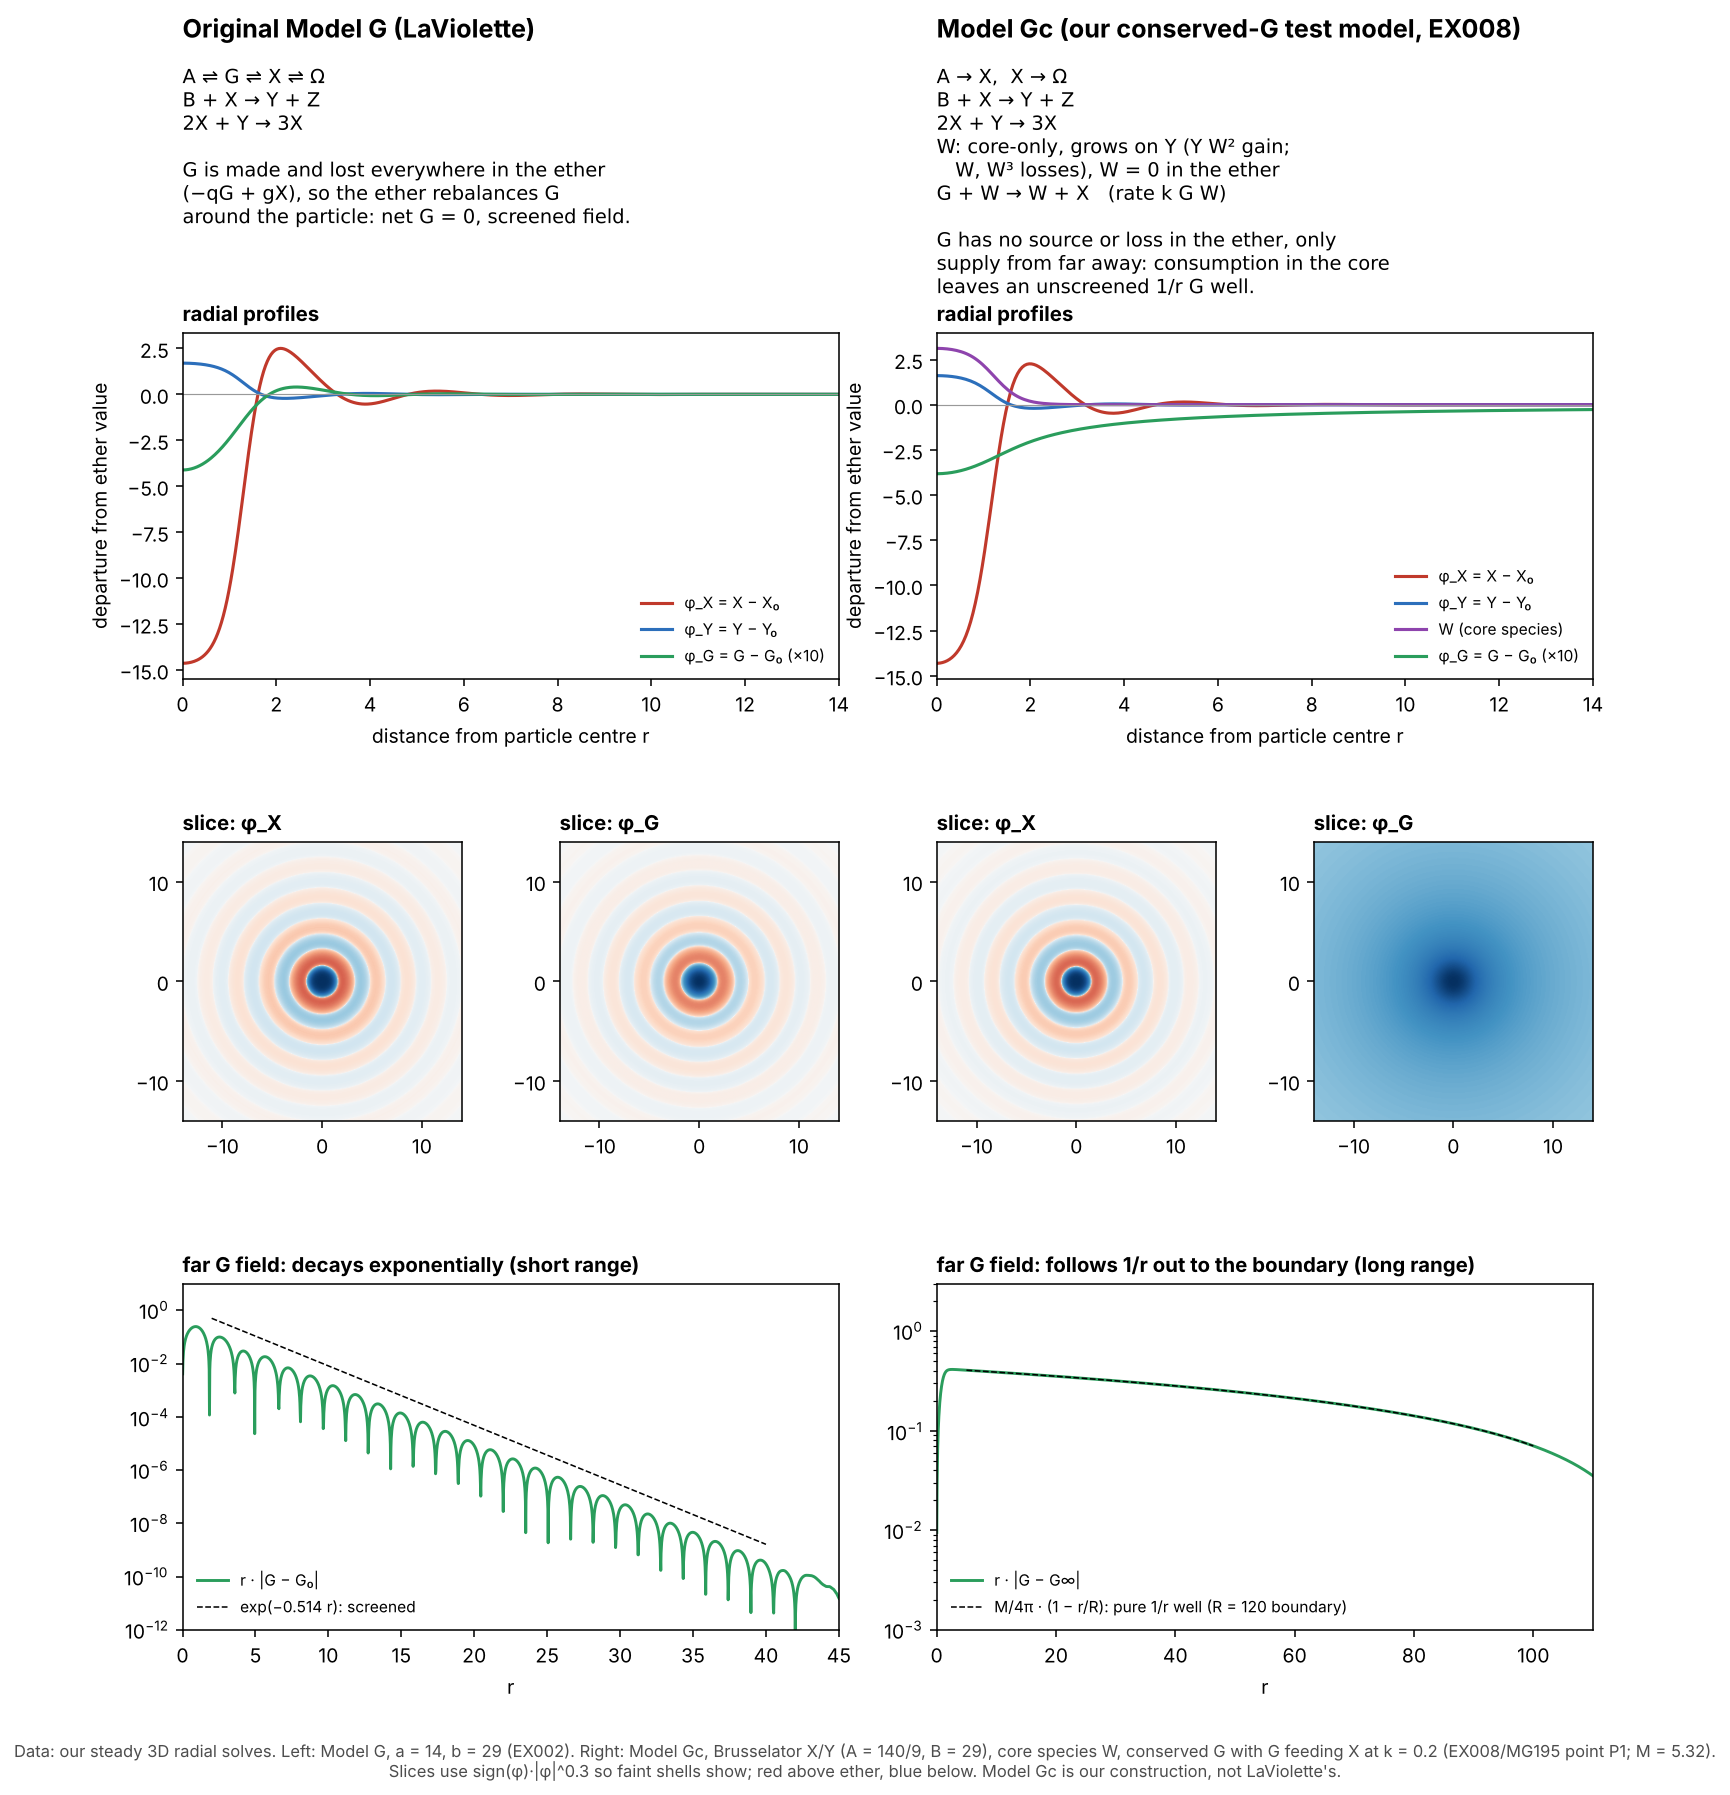 Original Model G (LaViolette)
A ⇌ G ⇌ X ⇌ Ω
B + X → Y + Z
2X + Y → 3X
G is made and lost everywhere in the ether
(−qG + gX), so the ether rebalances G
around the particle: net G = 0, screened field.
Model Gc (our conserved-G test model, EX008)
A → X,  X → Ω
B + X → Y + Z
2X + Y → 3X
W: core-only, grows on Y (Y W² gain;
W, W³ losses), W = 0 in the ether
G + W → W + X   (rate k G W)
G has no source or loss in the ether, only
supply from far away: consumption in the core
leaves an unscreened 1/r G well.
radial profiles
departure from ether value
2.5
0.0
−2.5
−5.0
−7.5
−10.0
−12.5
−15.0
φ_X = X − X₀
φ_Y = Y − Y₀
φ_G = G − G₀ (×10)
0 2 4 6 8 10 12 14
distance from particle centre r
radial profiles
departure from ether value
2.5
0.0
−2.5
−5.0
−7.5
−10.0
−12.5
−15.0
φ_X = X − X₀
φ_Y = Y − Y₀
W (core species)
φ_G = G − G₀ (×10)
0 2 4 6 8 10 12 14
distance from particle centre r
slice: φ_X
10
0
−10
−10 0 10
slice: φ_G
10
0
−10
−10 0 10
slice: φ_X
10
0
−10
−10 0 10
slice: φ_G
10
0
−10
−10 0 10
far G field: decays exponentially (short range)
10⁰
10⁻²
10⁻⁴
10⁻⁶
10⁻⁸
10⁻¹⁰
10⁻¹²
r · |G − G₀|
exp(−0.514 r): screened
0 5 10 15 20 25 30 35 40 45
r
far G field: follows 1/r out to the boundary (long range)
10⁰
10⁻¹
10⁻²
10⁻³
r · |G − G∞|
M/4π · (1 − r/R): pure 1/r well (R = 120 boundary)
0 20 40 60 80 100
r
Data: our steady 3D radial solves. Left: Model G, a = 14, b = 29 (EX002). Right: Model Gc, Brusselator X/Y (A = 140/9, B = 29), core species W, conserved G with G feeding X at k = 0.2 (EX008/MG195 point P1; M = 5.32).
Slices use sign(φ)·|φ|^0.3 so faint shells show; red above ether, blue below. Model Gc is our construction, not LaViolette's.